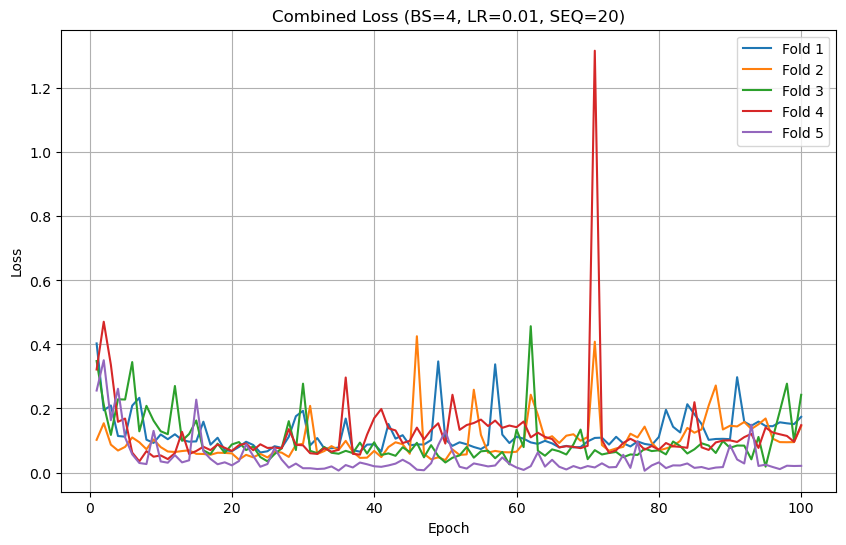 Combined Loss (BS=4, LR=0.01, SEQ=20)
Fold 1
Fold 2
Fold 3
Fold 4
Fold 5
Loss
1.2
1.0
0.8
0.6
0.4
0.2
0.0
0 20 40 60 80 100
Epoch